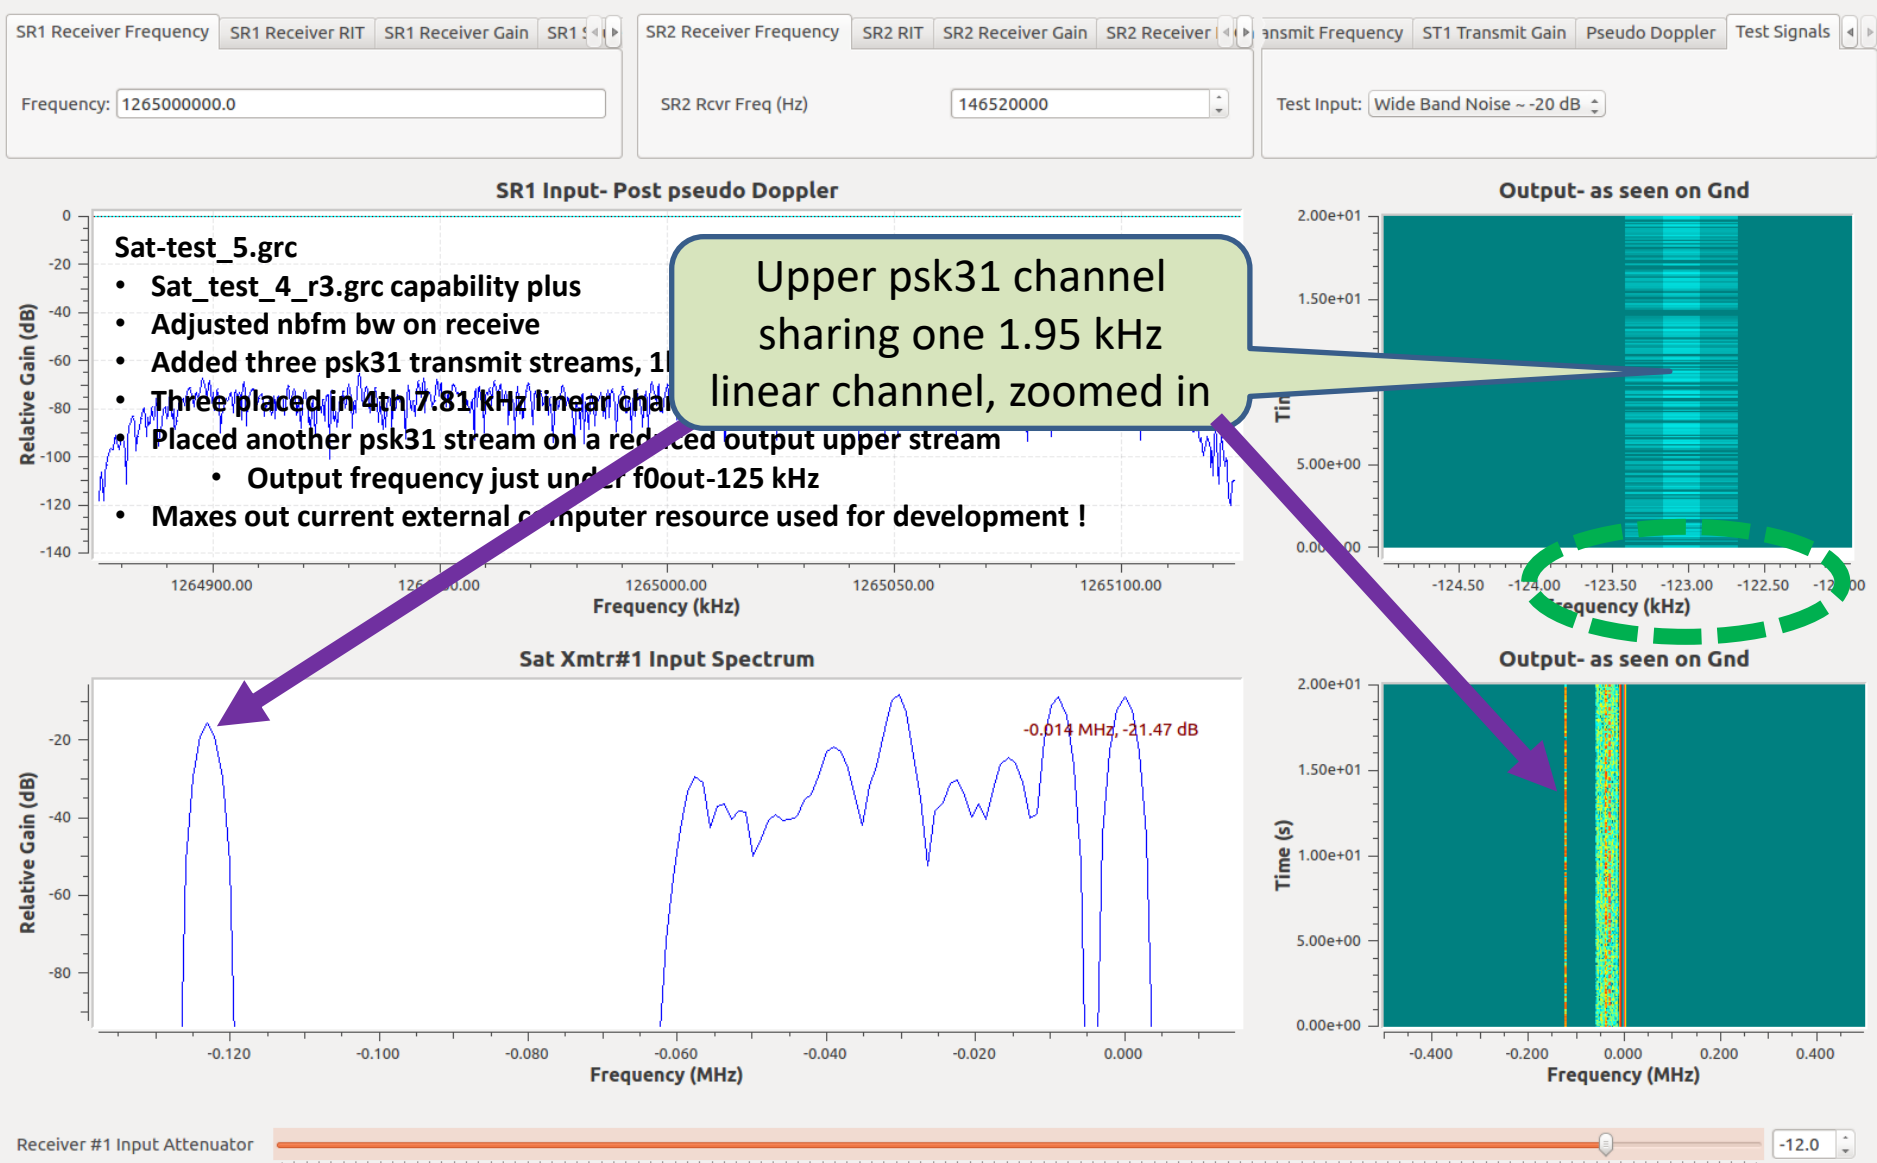 SR1 Receiver Frequency SR1 Receiver RIT SR1 Receiver Gain SR1
Frequency: 1265000000.0
SR2 Receiver Frequency SR2 RIT SR2 Receiver Gain SR2 Receiver
SR2 Rcvr Freq (Hz) 146520000
ansmit Frequency ST1 Transmit Gain Pseudo Doppler Test Signals
Test Input: Wide Band Noise ~ -20 dB
SR1 Input- Post pseudo Doppler
Relative Gain (dB)
0
-20
-40
-60
-80
-100
-120
-140
Sat-test_5.grc
• Sat_test_4_r3.grc capability plus
• Adjusted nbfm bw on receive
• Added three psk31 transmit streams,
• Three placed in 4th 7.81 kHz linear
• Placed another psk31 stream on a reduced output upper stream
• Output frequency just under f0out-125 kHz
• Maxes out current external computer resource used for development !
1264900.00 1265000.00 1265050.00 1265100.00
Frequency (kHz)
Upper psk31 channel
sharing one 1.95 kHz
linear channel, zoomed in
Output- as seen on Gnd
2.00e+01
1.50e+01
5.00e+00
-124.50 -124.00 -123.50 -123.00 -122.50
Frequency (kHz)
Sat Xmtr#1 Input Spectrum
Relative Gain (dB)
-20
-40
-60
-80
-0.014 MHz, -21.47 dB
-0.120 -0.100 -0.080 -0.060 -0.040 -0.020 0.000
Frequency (MHz)
Output- as seen on Gnd
Time (s)
2.00e+01
1.50e+01
1.00e+01
5.00e+00
0.00e+00
-0.400 -0.200 0.000 0.200 0.400
Frequency (MHz)
Receiver #1 Input Attenuator -12.0